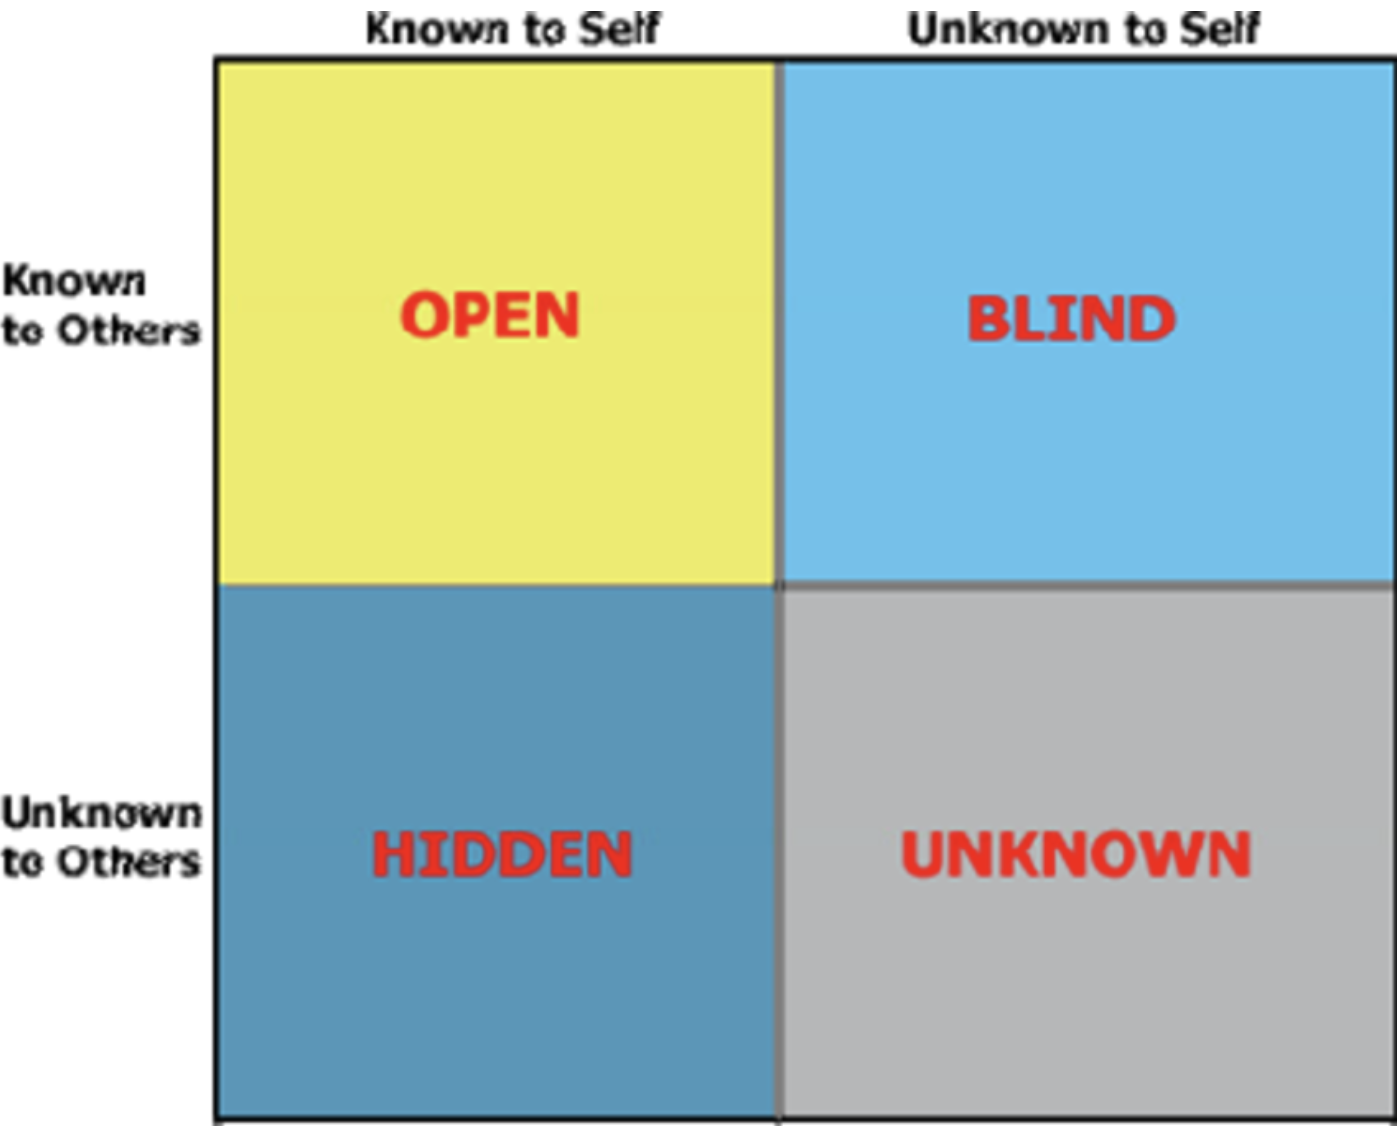 Known to Self
Unknown to Self
Known
to Others
OPEN
BLIND
Unknown
to Others
HIDDEN
UNKNOWN